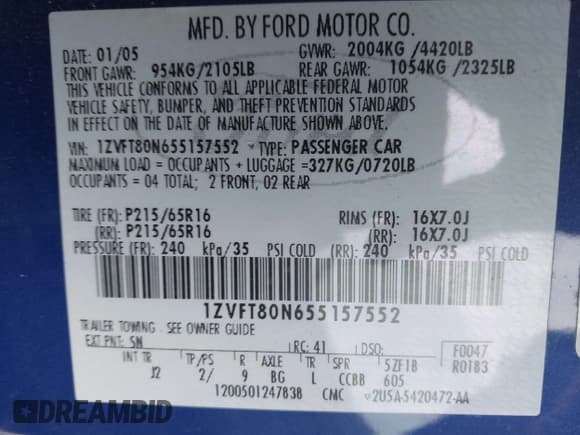 MFD. BY FORD MOTOR CO.
DATE: 01/05 GVWR: 2004KG /4420LB
FRONT GAWR: 954KG/2105LB REAR GAWR: 1054KG /2325LB
THIS VEHICLE CONFORMS TO ALL APPLICABLE FEDERAL MOTOR
VEHICLE SAFETY, BUMPER, AND THEFT PREVENTION STANDARDS
IN EFFECT ON THE DATE OF MANUFACTURE SHOWN ABOVE.
VIN: 1ZVFT80N655157552 TYPE: PASSENGER CAR
MAXIMUM LOAD = OCCUPANTS + LUGGAGE =327KG/0720LB
OCCUPANTS = 04 TOTAL; 2 FRONT, 02 REAR
TIRE (FR): P215/65R16 RIMS (FR): 16X7.0J
(RR): P215/65R16 (RR): 16X7.0J
PRESSURE (FR): 240 kPa/35 PSI COLD (RR): 240 kPa/35 PSI COLD
1ZVFT80N655157552
TRAILER TOWING - SEE OWNER GUIDE
EXT PNT: SN RC: 41 DSO: F0047
INT TR TP/PS R AXLE TR SPR 5ZF1B R0183
J2 2/ 9 BG L CCBB 605
1200501247838 CMC 2U5A-5420472-AA
DREAMBID